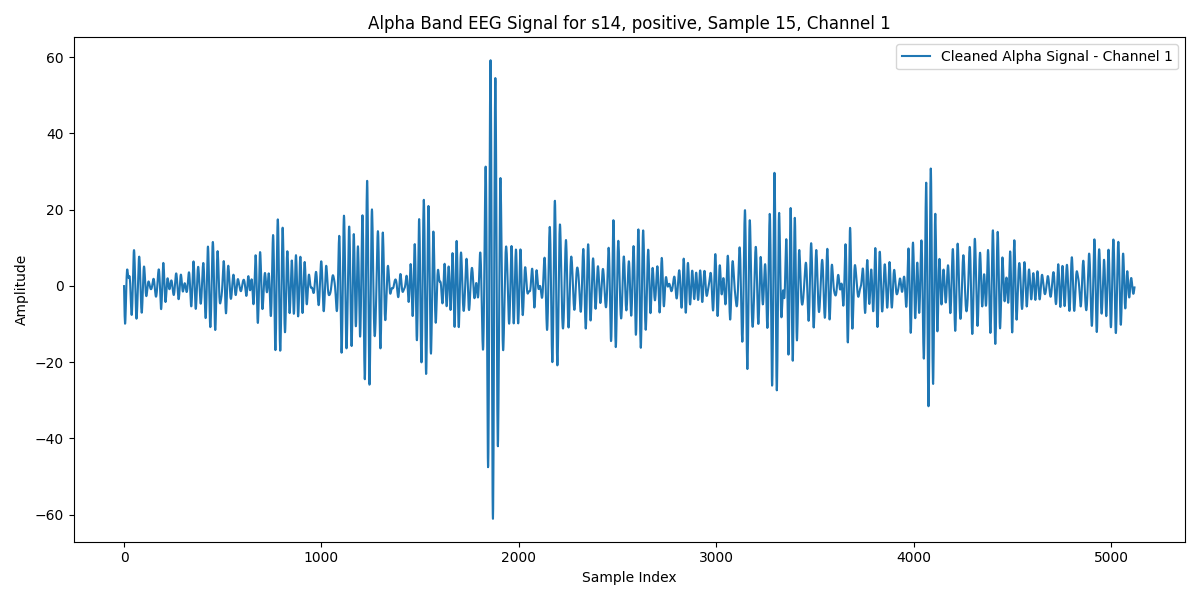 Alpha Band EEG Signal for s14, positive, Sample 15, Channel 1
Cleaned Alpha Signal - Channel 1
Amplitude
60
40
20
0
−20
−40
−60
0 1000 2000 3000 4000 5000
Sample Index